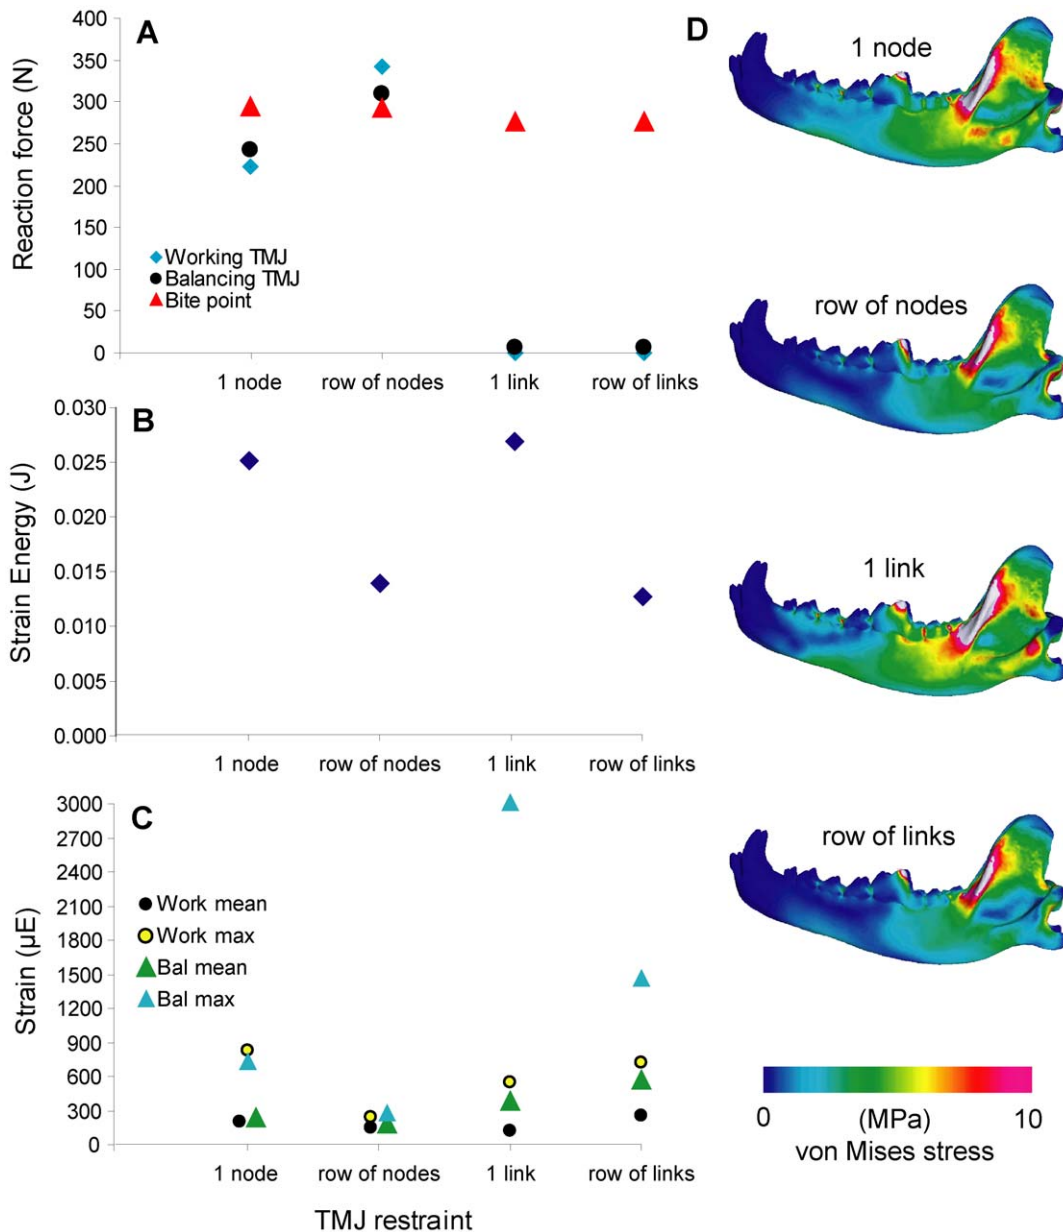 A
Reaction force (N)
400
350
300
250
200
150
100
50
0
Working TMJ
Balancing TMJ
Bite point
1 node
row of nodes
1 link
row of links
B
Strain Energy (J)
0.030
0.025
0.020
0.015
0.010
0.005
0.000
1 node
row of nodes
1 link
row of links
C
Strain (µE)
3000
2700
2400
2100
1800
1500
1200
900
600
300
0
Work mean
Work max
Bal mean
Bal max
1 node
row of nodes
1 link
row of links
TMJ restraint
D
1 node
row of nodes
1 link
row of links
0 (MPa) 10
von Mises stress